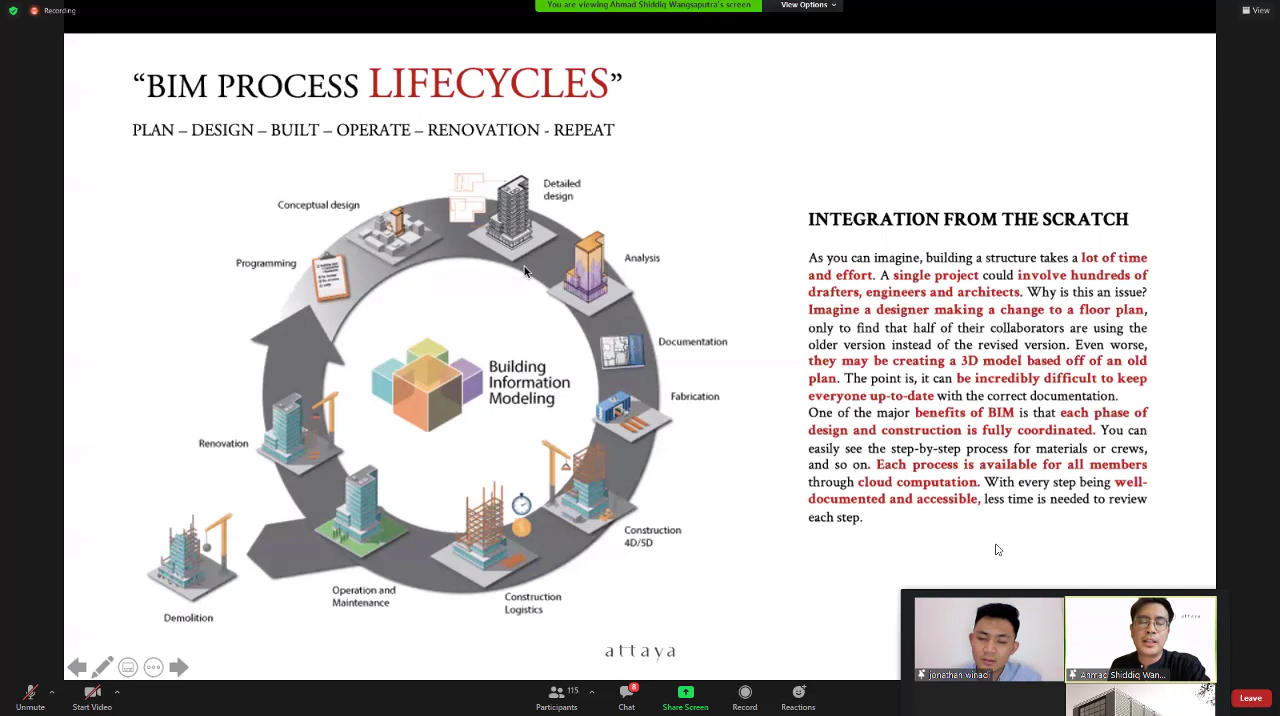 Recording
You are viewing Ahmad Shiddiq Wangsaputra's screen
View Options
View
“BIM PROCESS LIFECYCLES”
PLAN – DESIGN – BUILT – OPERATE – RENOVATION - REPEAT
Detailed
design
Conceptual design
Programming
Analysis
Documentation
Fabrication
Building
Information
Modeling
Renovation
Construction
4D/5D
Operation and
Maintenance
Construction
Logistics
Demolition
INTEGRATION FROM THE SCRATCH
As you can imagine, building a structure takes a lot of time
and effort. A single project could involve hundreds of
drafters, engineers and architects. Why is this an issue?
Imagine a designer making a change to a floor plan,
only to find that half of their collaborators are using the
older version instead of the revised version. Even worse,
they may be creating a 3D model based off of an old
plan. The point is, it can be incredibly difficult to keep
everyone up-to-date with the correct documentation.
One of the major benefits of BIM is that each phase of
design and construction is fully coordinated. You can
easily see the step-by-step process for materials or crews,
and so on. Each process is available for all members
through cloud computation. With every step being well-
documented and accessible, less time is needed to review
each step.
attaya
attaya
jonathan winadi
Ahmad Shiddiq Wan...
Unmute
Start Video
115
Participants
8
Chat
Share Screen
Record
Reactions
Leave